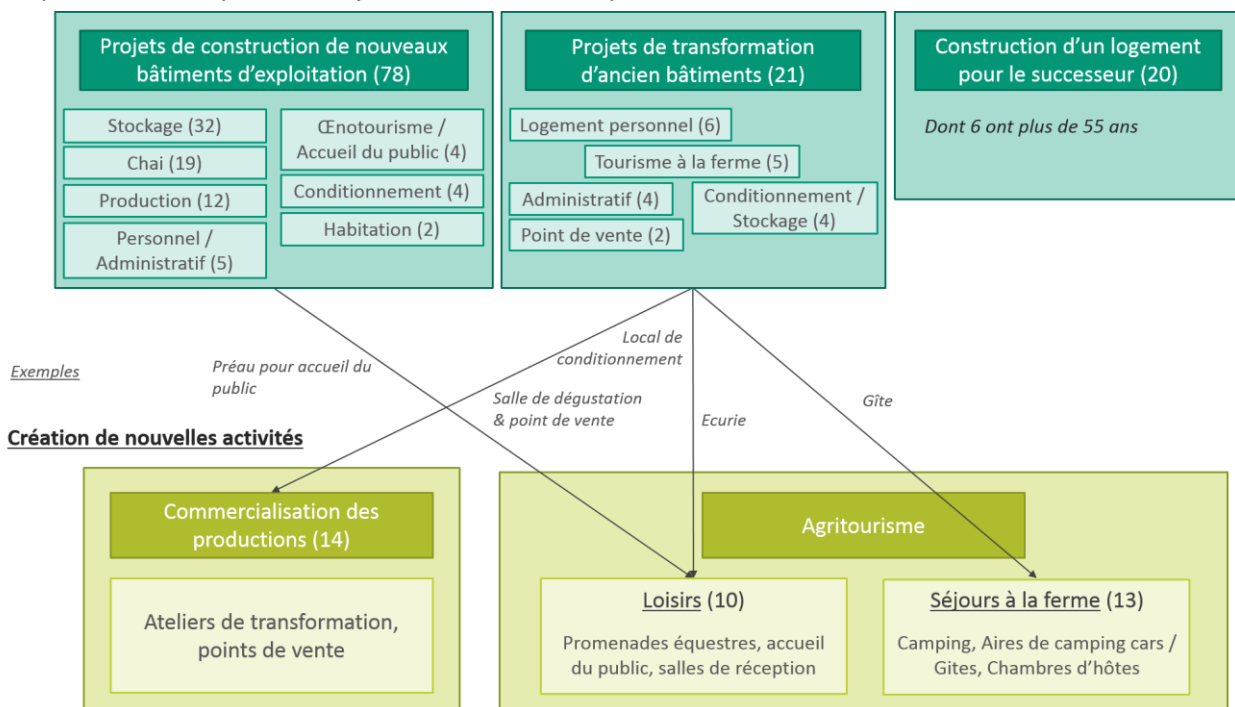 Projets de construction de nouveaux
bâtiments d'exploitation (78)
Stockage (32)
Chai (19)
Production (12)
Personnel /
Administratif (5)
Œnotourisme /
Accueil du public (4)
Conditionnement (4)
Habitation (2)
Projets de transformation
d'ancien bâtiments (21)
Logement personnel (6)
Tourisme à la ferme (5)
Administratif (4)
Conditionnement /
Stockage (4)
Point de vente (2)
Construction d'un logement
pour le successeur (20)
Dont 6 ont plus de 55 ans
Exemples
Préau pour accueil du
public
Local de
conditionnement
Salle de dégustation
& point de vente
Ecurie
Gîte
Création de nouvelles activités
Commercialisation des
productions (14)
Ateliers de transformation,
points de vente
Agritourisme
Loisirs (10)
Promenades équestres, accueil
du public, salles de réception
Séjours à la ferme (13)
Camping, Aires de camping cars /
Gites, Chambres d'hôtes